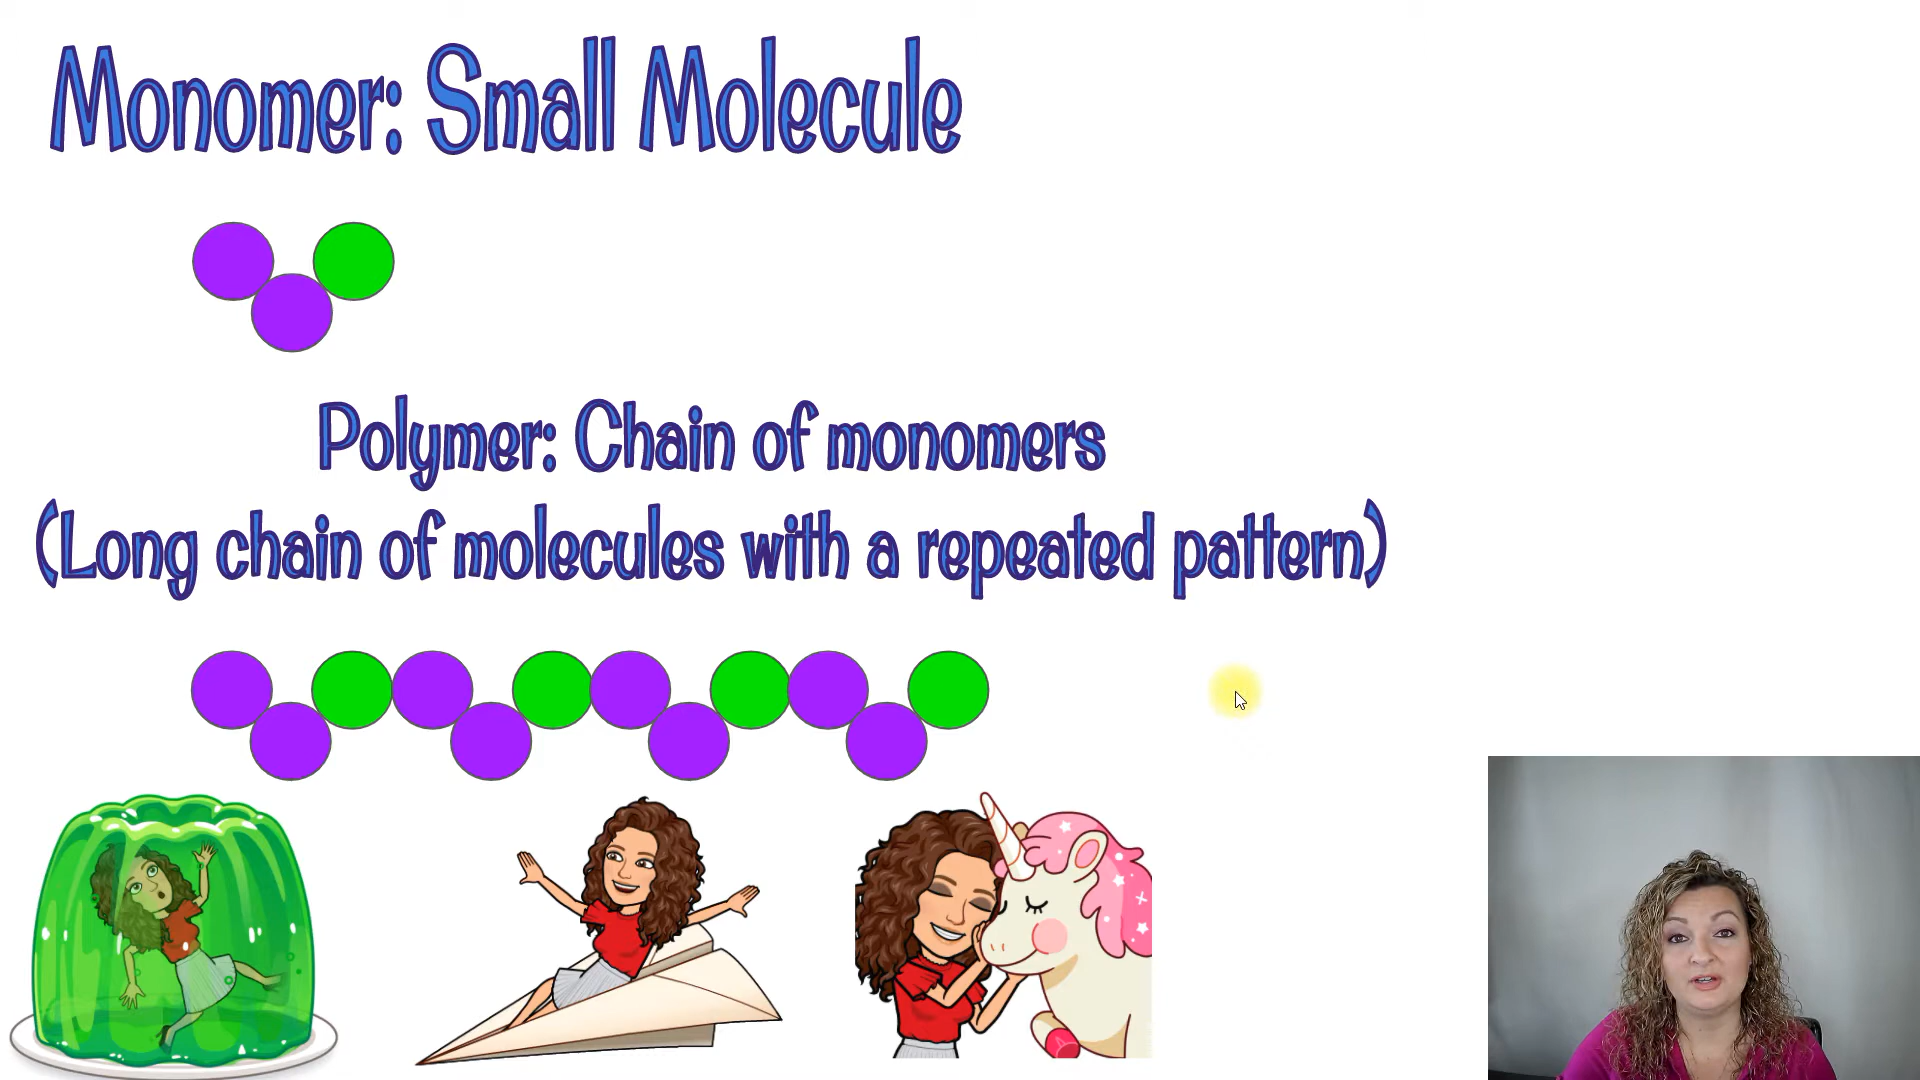 Monomer: Small Molecule
Polymer: Chain of monomers
(Long chain of molecules with a repeated pattern)